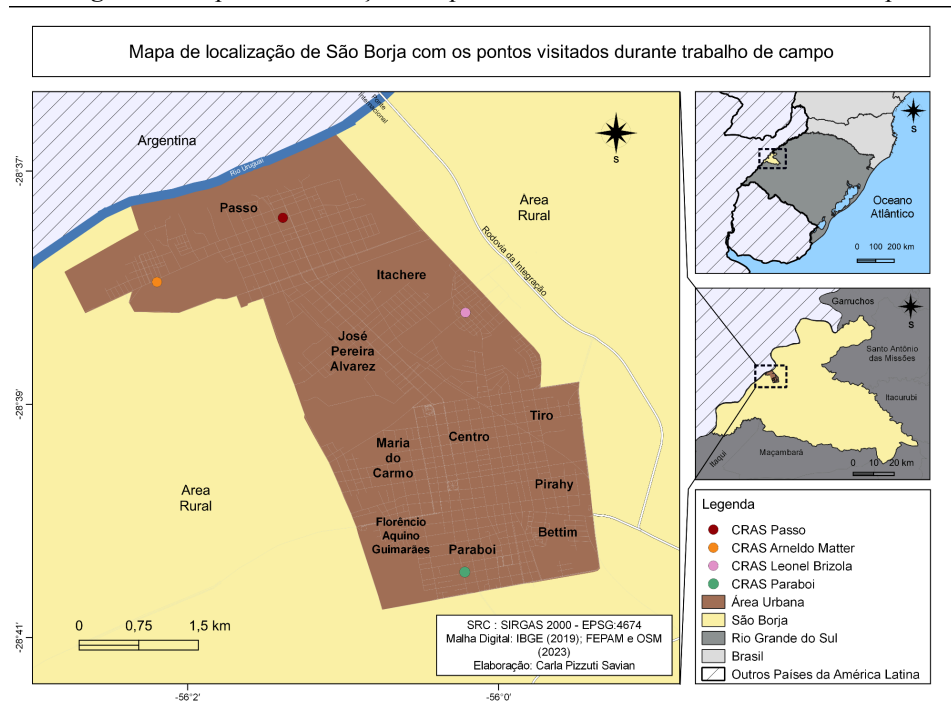 Mapa de localização de São Borja com os pontos visitados durante trabalho de campo
Argentina
Rio Uruguai
Ponte
Internacional
S
-28°37'
-28°39'
-28°41'
-56°2'
-56°0'
Passo
Area
Rural
Rodovia da Integração
Itachere
José
Pereira
Alvarez
Tiro
Centro
Maria
do
Carmo
Pirahy
Area
Rural
Florêncio
Aquino
Guimarães
Bettim
Paraboi
0 0,75 1,5 km
SRC : SIRGAS 2000 - EPSG:4674
Malha Digital: IBGE (2019); FEPAM e OSM
(2023)
Elaboração: Carla Pizzuti Savian
S
Oceano
Atlântico
0 100 200 km
Garruchos
S
Santo Antônio
das Missões
Itacurubi
Maçambará
Itaqui
0 10 20 km
Legenda
CRAS Passo
CRAS Arneldo Matter
CRAS Leonel Brizola
CRAS Paraboi
Área Urbana
São Borja
Rio Grande do Sul
Brasil
Outros Países da América Latina